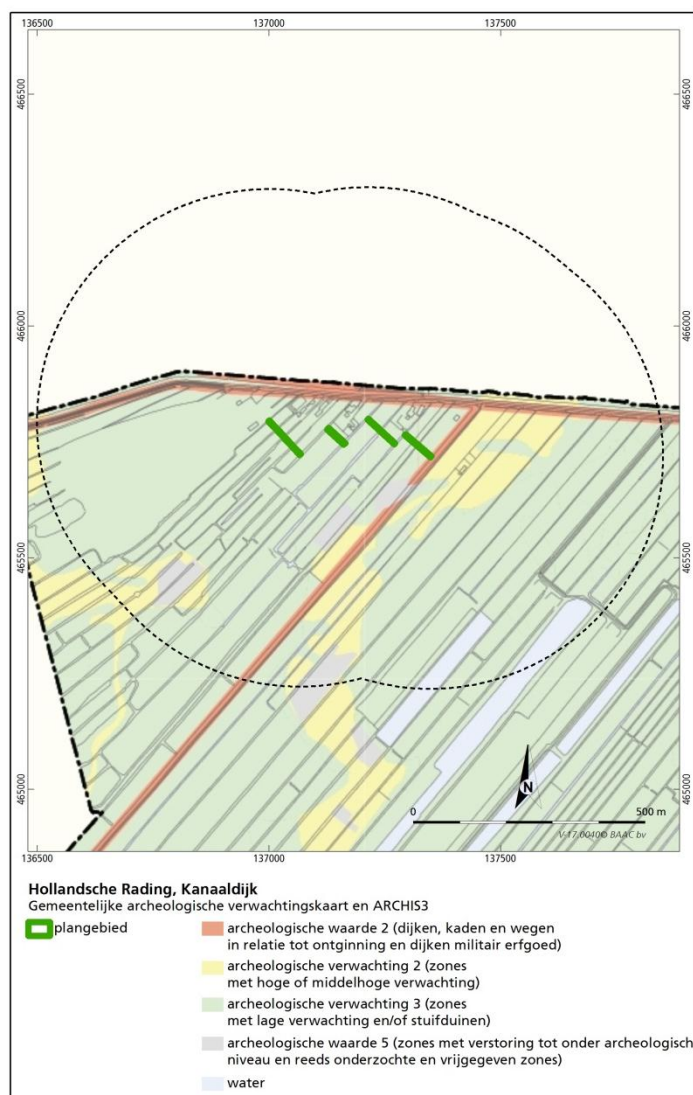 136500
137000
137500
466500
466500
466000
466000
465500
465500
465000
465000
0
500 m
N
V-17.0040© BAAC bv
136500
137000
137500
Hollandsche Rading, Kanaaldijk
Gemeentelijke archeologische verwachtingskaart en ARCHIS3
plangebied
archeologische waarde 2 (dijken, kaden en wegen
in relatie tot ontginning en dijken militair erfgoed)
archeologische verwachting 2 (zones
met hoge of middelhoge verwachting)
archeologische verwachting 3 (zones
met lage verwachting en/of stuifduinen)
archeologische waarde 5 (zones met verstoring tot onder archeologisch
niveau en reeds onderzochte en vrijgegeven zones)
water